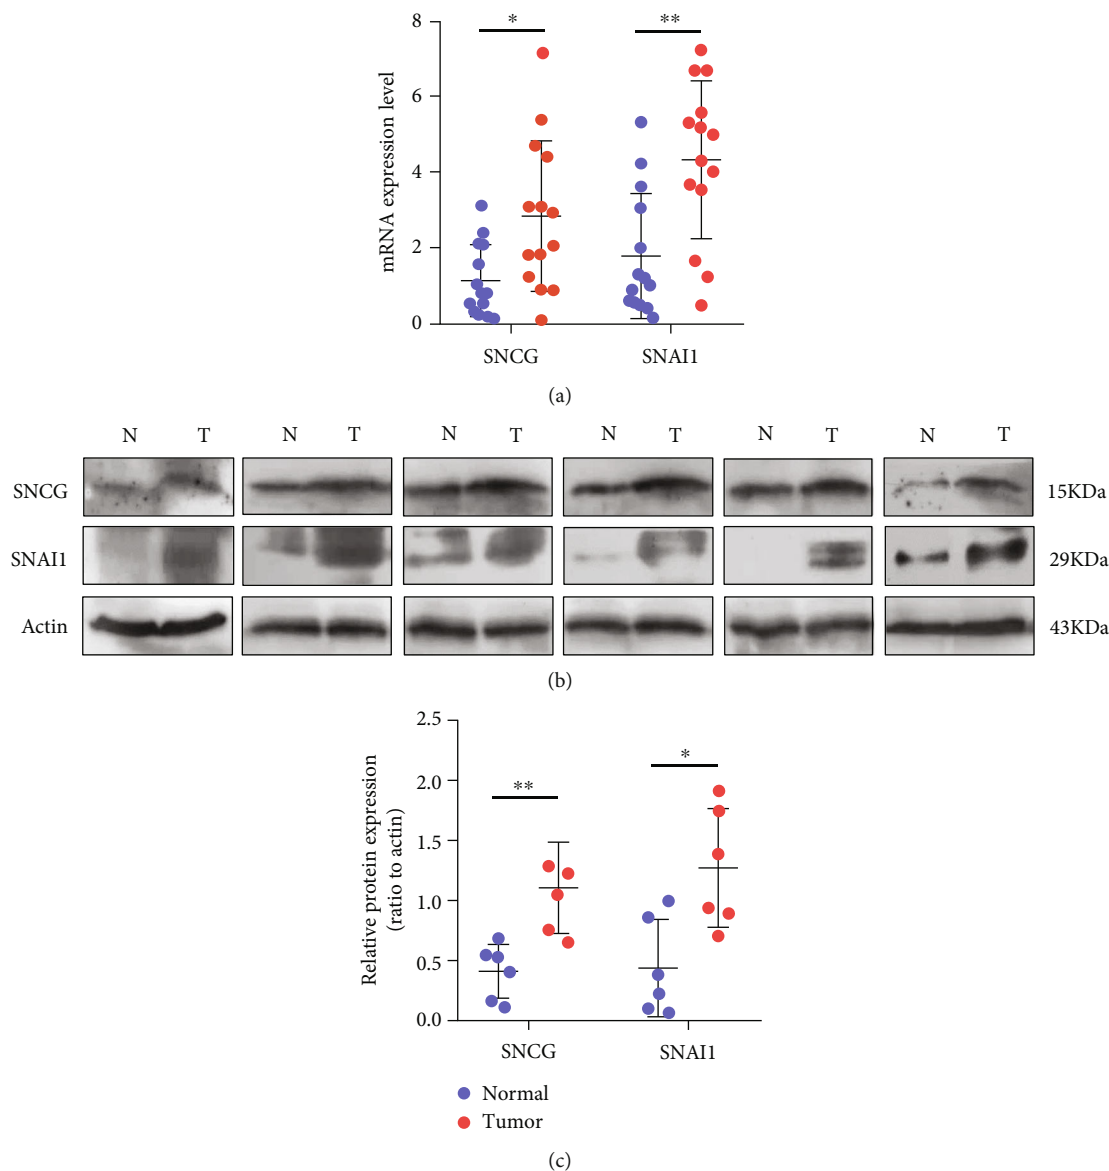 8
6
4
2
0
mRNA expression level
*
**
SNCG SNAI1
(a)
N T N T N T N T N T N T
SNCG 15KDa
SNAI1 29KDa
Actin 43KDa
(b)
2.5
2.0
1.5
1.0
0.5
0.0
Relative protein expression
(ratio to actin)
**
*
SNCG SNAI1
Normal
Tumor
(c)